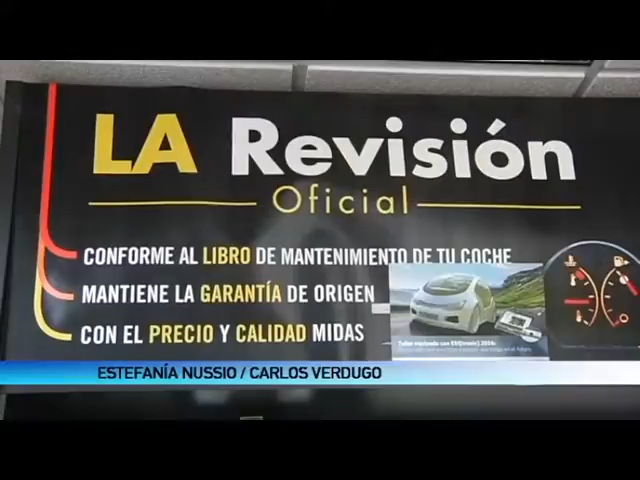 LA Revisión
Oficial
CONFORME AL LIBRO DE MANTENIMIENTO DE TU COCHE
MANTIENE LA GARANTÍA DE ORIGEN
CON EL PRECIO Y CALIDAD MIDAS
ESTEFANÍA NUSSIO / CARLOS VERDUGO